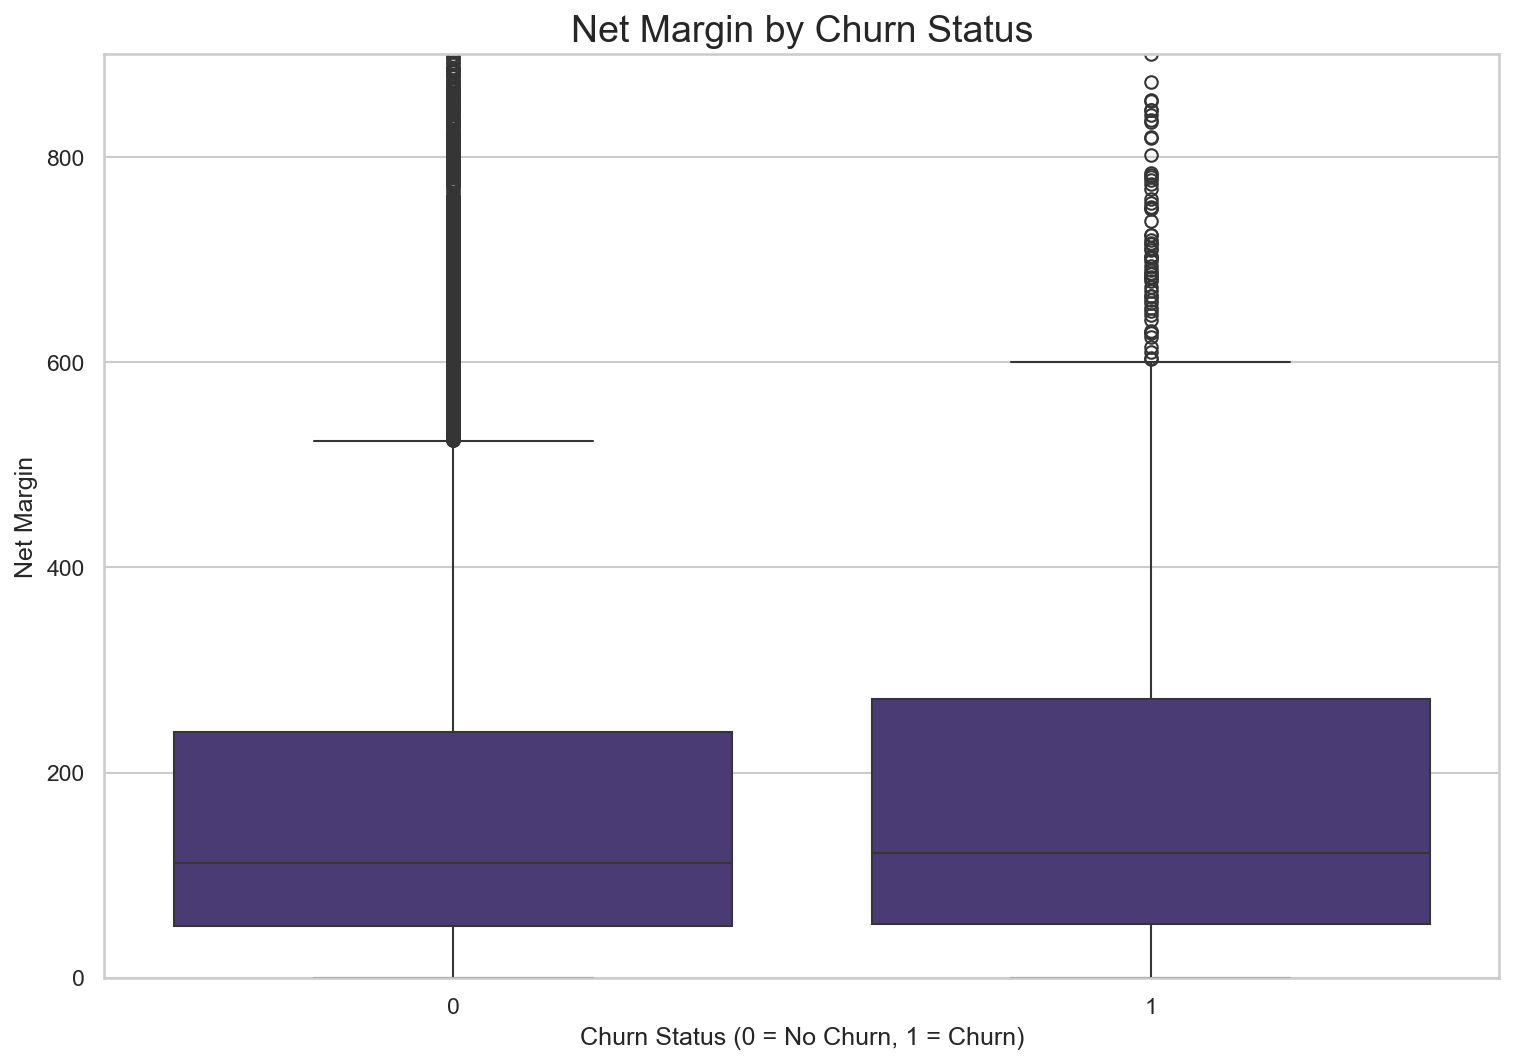 Net Margin by Churn Status
Net Margin
800
600
400
200
0
0
1
Churn Status (0 = No Churn, 1 = Churn)